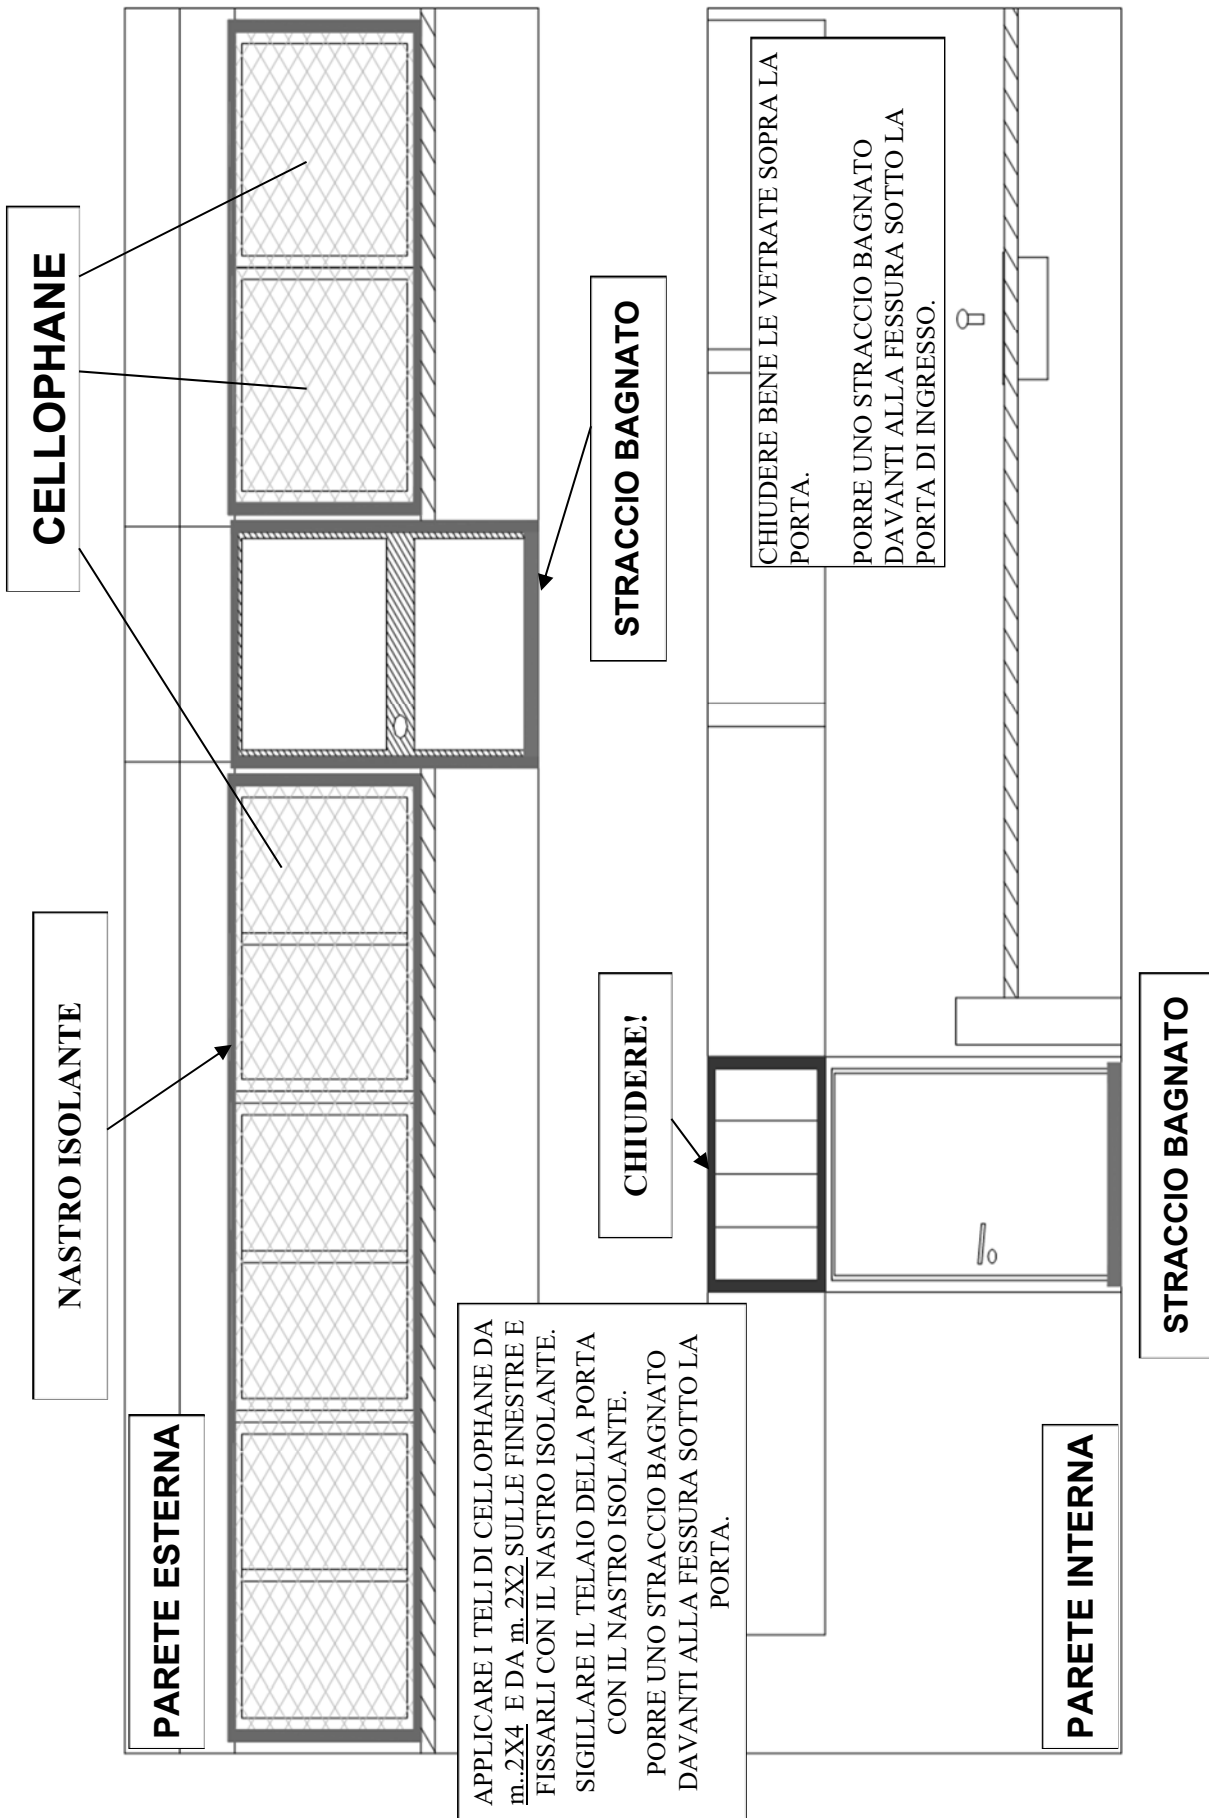 PARETE ESTERNA
NASTRO ISOLANTE
CELLOPHANE
APPLICARE I TELI DI CELLOPHANE DA
m..2X4 E DA m. 2X2 SULLE FINESTRE E
FISSARLI CON IL NASTRO ISOLANTE.
SIGILLARE IL TELAIO DELLA PORTA
CON IL NASTRO ISOLANTE.
PORRE UNO STRACCIO BAGNATO
DAVANTI ALLA FESSURA SOTTO LA
PORTA.
STRACCIO BAGNATO
CHIUDERE!
CHIUDERE BENE LE VETRATE SOPRA LA
PORTA.
PORRE UNO STRACCIO BAGNATO
DAVANTI ALLA FESSURA SOTTO LA
PORTA DI INGRESSO.
PARETE INTERNA
STRACCIO BAGNATO